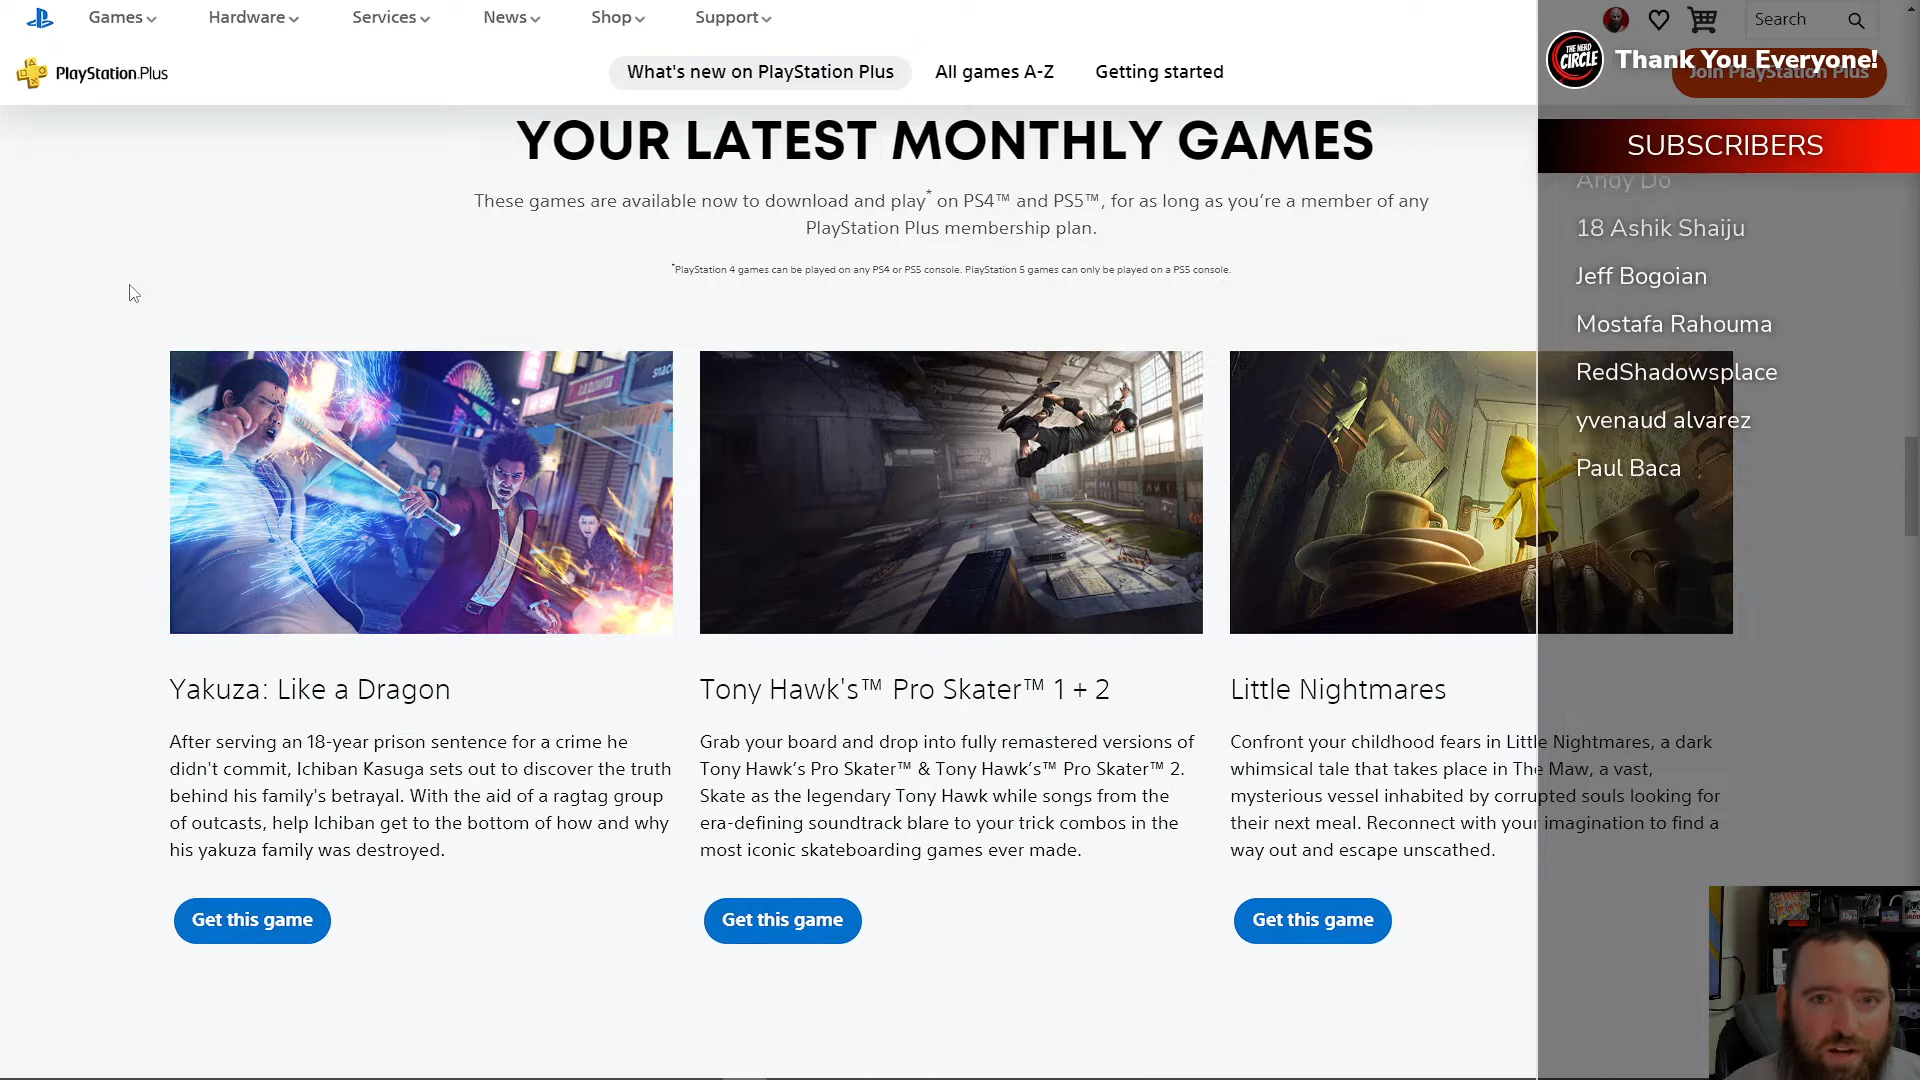 Games
Hardware
Services
News
Shop
Support
Search
THE NERD
CIRCLE
Thank You Everyone!
PlayStation.Plus
What's new on PlayStation Plus
All games A-Z
Getting started
Join PlayStation Plus
YOUR LATEST MONTHLY GAMES
These games are available now to download and play* on PS4™ and PS5™, for as long as you’re a member of any
PlayStation Plus membership plan.
*PlayStation 4 games can be played on any PS4 or PS5 console. PlayStation 5 games can only be played on a PS5 console.
SUBSCRIBERS
Andy Do
18 Ashik Shaiju
Jeff Bogoian
Mostafa Rahouma
RedShadowsplace
yvenaud alvarez
Paul Baca
Yakuza: Like a Dragon
After serving an 18-year prison sentence for a crime he
didn't commit, Ichiban Kasuga sets out to discover the truth
behind his family's betrayal. With the aid of a ragtag group
of outcasts, help Ichiban get to the bottom of how and why
his yakuza family was destroyed.
Get this game
Tony Hawk's™ Pro Skater™ 1 + 2
Grab your board and drop into fully remastered versions of
Tony Hawk’s Pro Skater™ & Tony Hawk’s™ Pro Skater™ 2.
Skate as the legendary Tony Hawk while songs from the
era-defining soundtrack blare to your trick combos in the
most iconic skateboarding games ever made.
Get this game
Little Nightmares
Confront your childhood fears in Little Nightmares, a dark
whimsical tale that takes place in The Maw, a vast,
mysterious vessel inhabited by corrupted souls looking for
their next meal. Reconnect with your imagination to find a
way out and escape unscathed.
Get this game